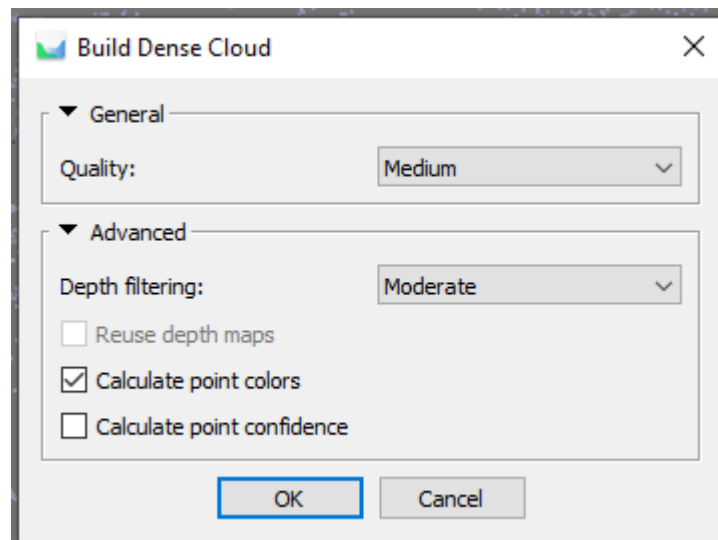 Build Dense Cloud
General
Quality: Medium
Advanced
Depth filtering: Moderate
Reuse depth maps
Calculate point colors
Calculate point confidence
OK Cancel